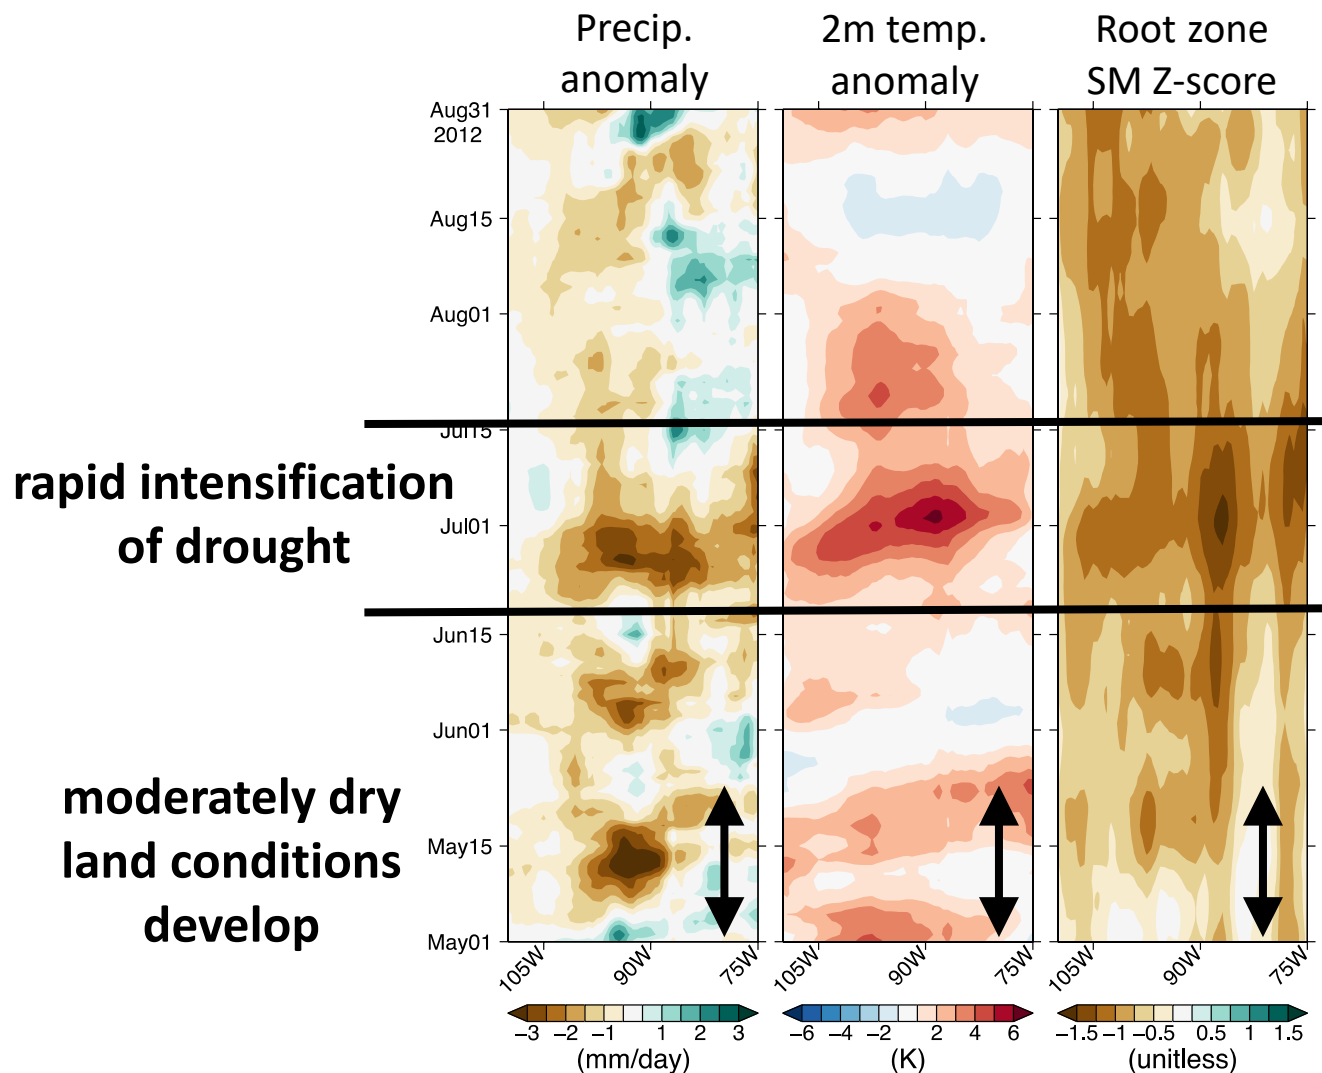 Precip.
anomaly
2m temp.
anomaly
Root zone
SM Z-score
Aug31
2012
Aug15
Aug01
Jul15
Jul01
Jun15
Jun01
May15
May01
rapid intensification
of drought
moderately dry
land conditions
develop
105W 90W 75W
105W 90W 75W
105W 90W 75W
−3 −2 −1 1 2 3
(mm/day)
−6 −4 −2 2 4 6
(K)
−1.5 −1 −0.5 0.5 1 1.5
(unitless)